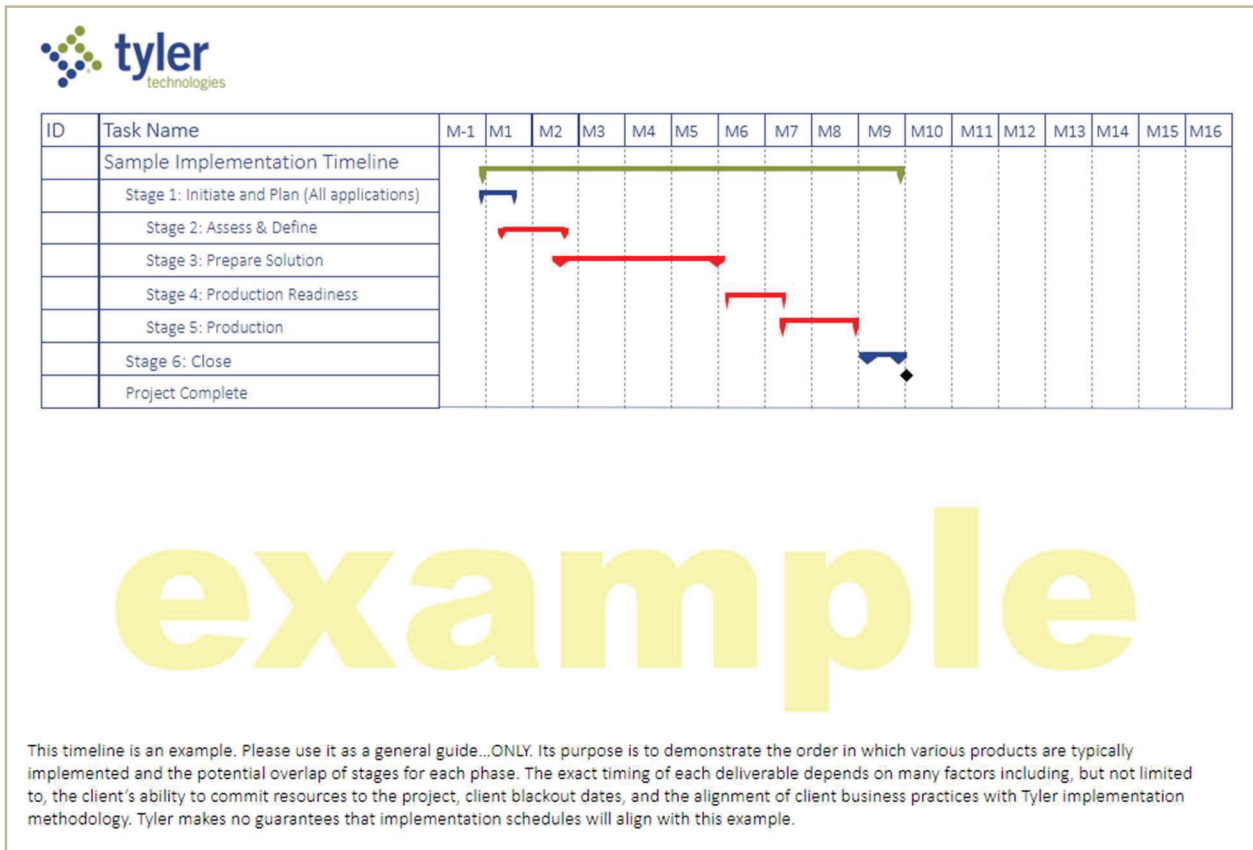 tyler
technologies
ID Task Name M-1 M1 M2 M3 M4 M5 M6 M7 M8 M9 M10 M11 M12 M13 M14 M15 M16
Sample Implementation Timeline
Stage 1: Initiate and Plan (All applications)
Stage 2: Assess & Define
Stage 3: Prepare Solution
Stage 4: Production Readiness
Stage 5: Production
Stage 6: Close
Project Complete
example
This timeline is an example. Please use it as a general guide...ONLY. Its purpose is to demonstrate the order in which various products are typically
implemented and the potential overlap of stages for each phase. The exact timing of each deliverable depends on many factors including, but not limited
to, the client's ability to commit resources to the project, client blackout dates, and the alignment of client business practices with Tyler implementation
methodology. Tyler makes no guarantees that implementation schedules will align with this example.